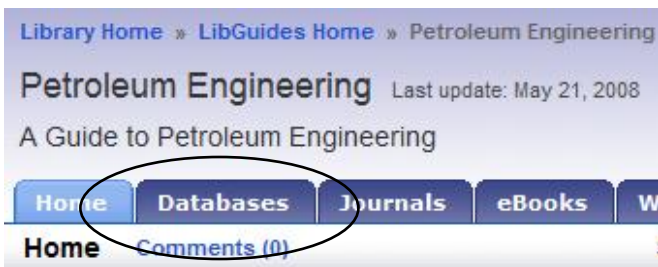 Library Home » LibGuides Home » Petroleum Engineering
Petroleum Engineering Last update: May 21, 2008
A Guide to Petroleum Engineering
Home Databases Journals eBooks
Home Comments (0)